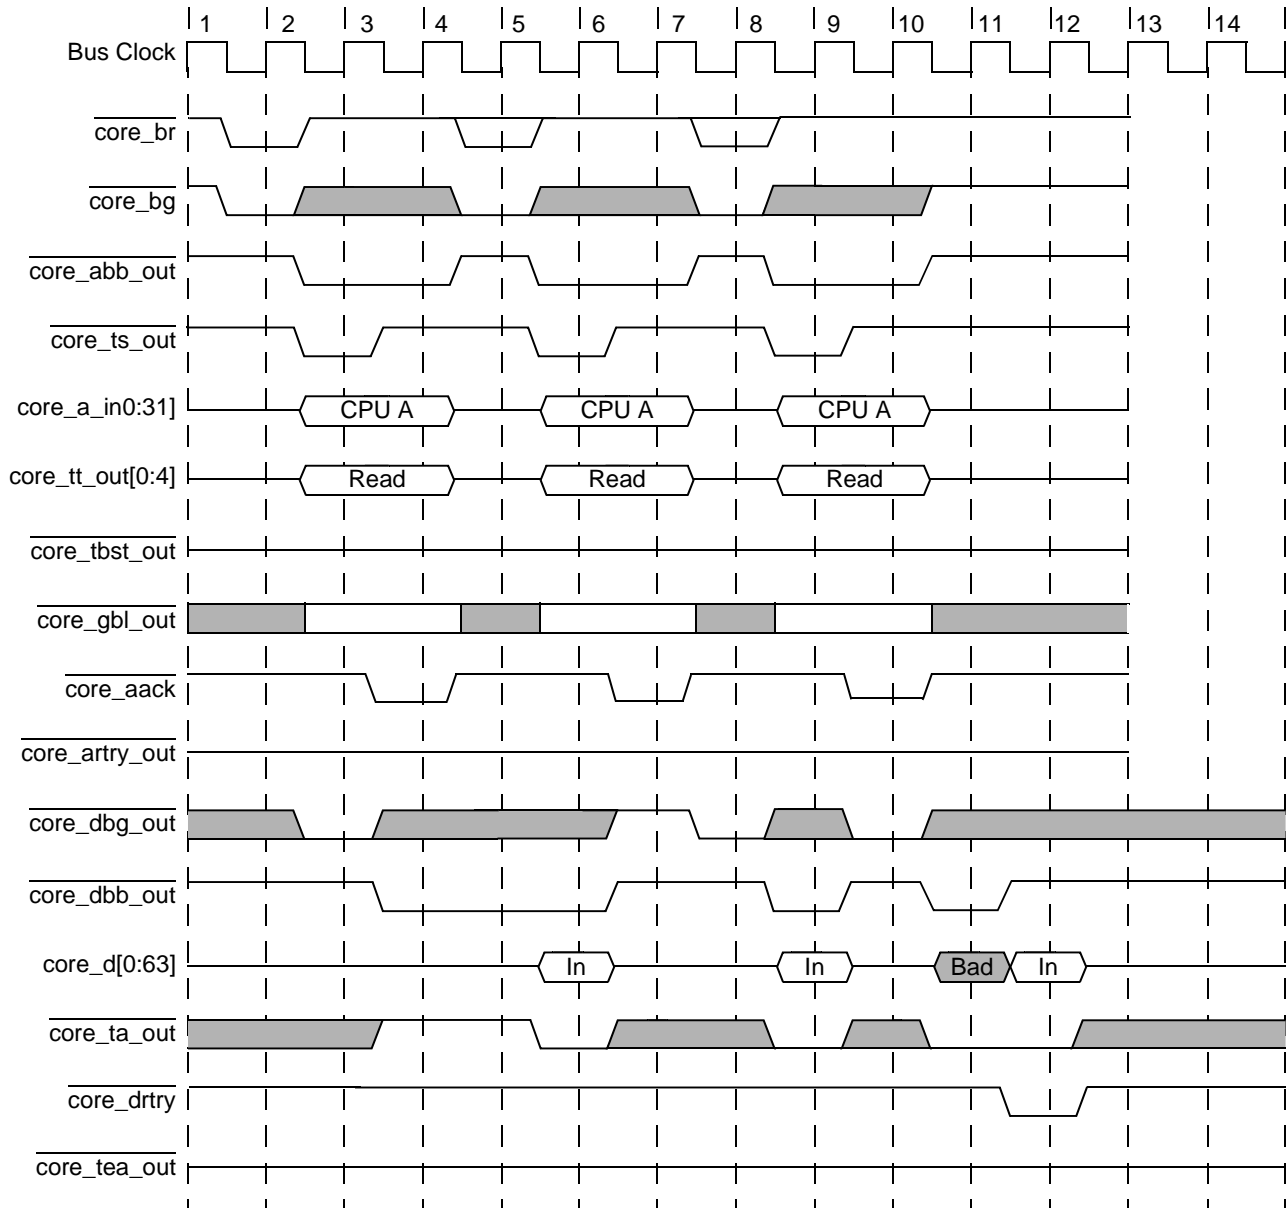 1 2 3 4 5 6 7 8 9 10 11 12 13 14
Bus Clock
core_br
core_bg
core_abb_out
core_ts_out
core_a_in0:31] CPU A CPU A CPU A
core_tt_out[0:4] Read Read Read
core_tbst_out
core_gbl_out
core_aack
core_artry_out
core_dbg_out
core_dbb_out
core_d[0:63] In In Bad In
core_ta_out
core_drtry
core_tea_out